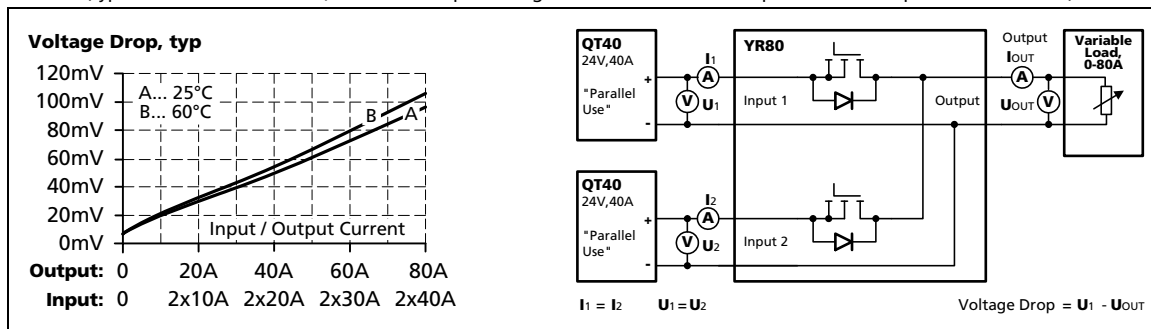 Voltage Drop, typ
120mV
100mV
80mV
60mV
40mV
20mV
0mV
A... 25°C
B... 60°C
B
A
Input / Output Current
Output: 0 20A 40A 60A 80A
Input: 0 2x10A 2x20A 2x30A 2x40A
QT40
24V,40A
"Parallel
Use"
+
-
I1
A
V U1
YR80
Input 1
Output
Output
IOUT
A
UOUT V
Variable
Load,
0-80A
QT40
24V,40A
"Parallel
Use"
+
-
I2
A
V U2
Input 2
I1 = I2 U1 = U2
Voltage Drop = U1 - UOUT